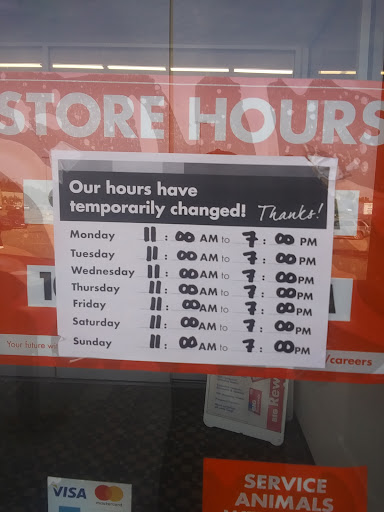 STORE HOURS
Our hours have
temporarily changed! Thanks!
Monday 11:00 AM to 7:00 PM
Tuesday 11:00 AM to 7:00 PM
Wednesday 11:00 AM to 7:00 PM
Thursday 11:00 AM to 7:00 PM
Friday 11:00 AM to 7:00 PM
Saturday 11:00 AM to 7:00 PM
Sunday 11:00 AM to 7:00 PM
Your future /careers
VISA mastercard
SERVICE
ANIMALS